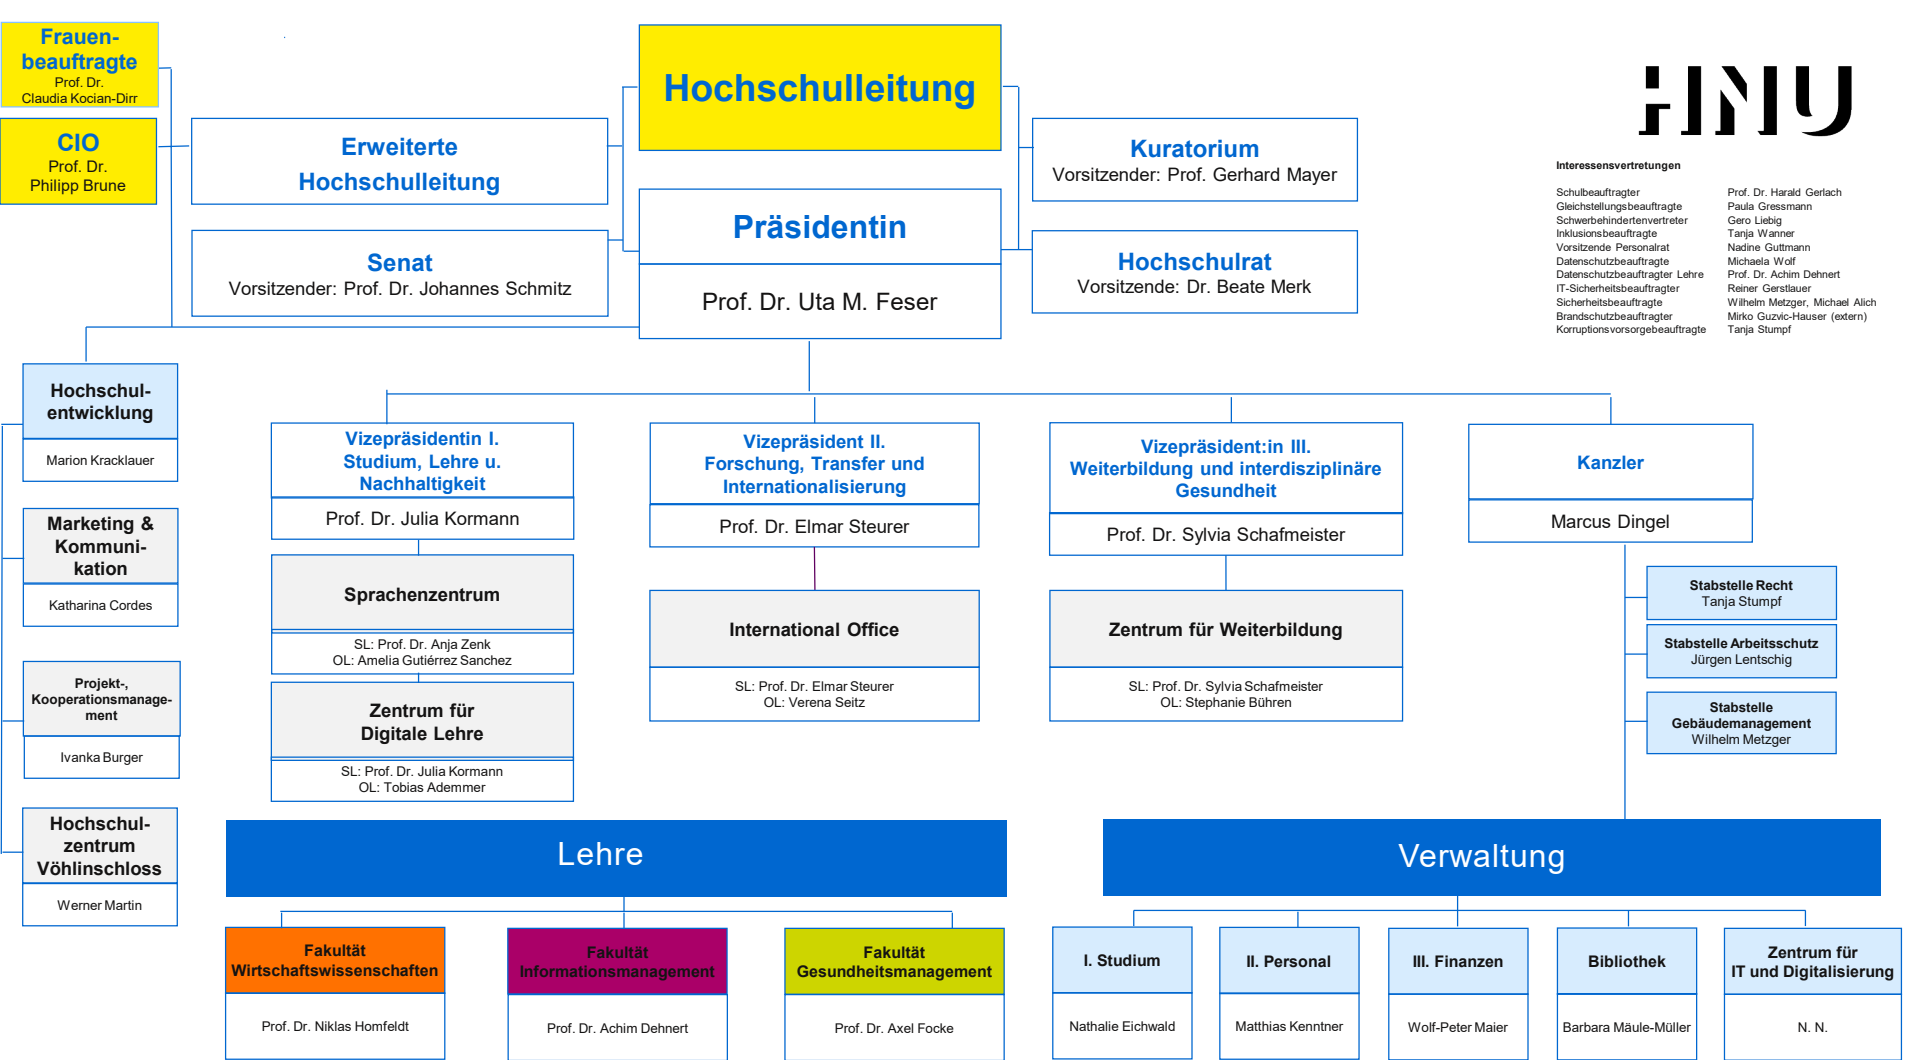 Frauen-
beauftragte
Prof. Dr.
Claudia Kocian-Dirr
CIO
Prof. Dr.
Philipp Brune
Erweiterte
Hochschulleitung
Senat
Vorsitzender: Prof. Dr. Johannes Schmitz
Hochschulleitung
Präsidentin
Prof. Dr. Uta M. Feser
Kuratorium
Vorsitzender: Prof. Gerhard Mayer
Hochschulrat
Vorsitzende: Dr. Beate Merk
HNU
Interessensvertretungen
Schulbeauftragter Prof. Dr. Harald Gerlach
Gleichstellungsbeauftragte Paula Gressmann
Schwerbehindertenvertreter Gero Liebig
Inklusionsbeauftragte Tanja Wanner
Vorsitzende Personalrat Nadine Guttmann
Datenschutzbeauftragte Michaela Wolf
Datenschutzbeauftragter Lehre Prof. Dr. Achim Dehnert
IT-Sicherheitsbeauftragter Reiner Gerstlauer
Sicherheitsbeauftragte Wilhelm Metzger, Michael Alich
Brandschutzbeauftragter Mirko Guzvic-Hauser (extern)
Korruptionsvorsorgebeauftragte Tanja Stumpf
Hochschul-
entwicklung
Marion Kracklauer
Marketing &
Kommuni-
kation
Katharina Cordes
Projekt-,
Kooperationsmanage-
ment
Ivanka Burger
Hochschul-
zentrum
Vöhlinschloss
Werner Martin
Vizepräsidentin I.
Studium, Lehre u.
Nachhaltigkeit
Prof. Dr. Julia Kormann
Sprachenzentrum
SL: Prof. Dr. Anja Zenk
OL: Amelia Gutiérrez Sanchez
Zentrum für
Digitale Lehre
SL: Prof. Dr. Julia Kormann
OL: Tobias Ademmer
Vizepräsident II.
Forschung, Transfer und
Internationalisierung
Prof. Dr. Elmar Steurer
International Office
SL: Prof. Dr. Elmar Steurer
OL: Verena Seitz
Vizepräsident:in III.
Weiterbildung und interdisziplinäre
Gesundheit
Prof. Dr. Sylvia Schafmeister
Zentrum für Weiterbildung
SL: Prof. Dr. Sylvia Schafmeister
OL: Stephanie Bühren
Kanzler
Marcus Dingel
Stabstelle Recht
Tanja Stumpf
Stabstelle Arbeitsschutz
Jürgen Lentschig
Stabstelle
Gebäudemanagement
Wilhelm Metzger
Lehre
Fakultät
Wirtschaftswissenschaften
Prof. Dr. Niklas Homfeldt
Fakultät
Informationsmanagement
Prof. Dr. Achim Dehnert
Fakultät
Gesundheitsmanagement
Prof. Dr. Axel Focke
Verwaltung
I. Studium
Nathalie Eichwald
II. Personal
Matthias Kenntner
III. Finanzen
Wolf-Peter Maier
Bibliothek
Barbara Mäule-Müller
Zentrum für
IT und Digitalisierung
N. N.